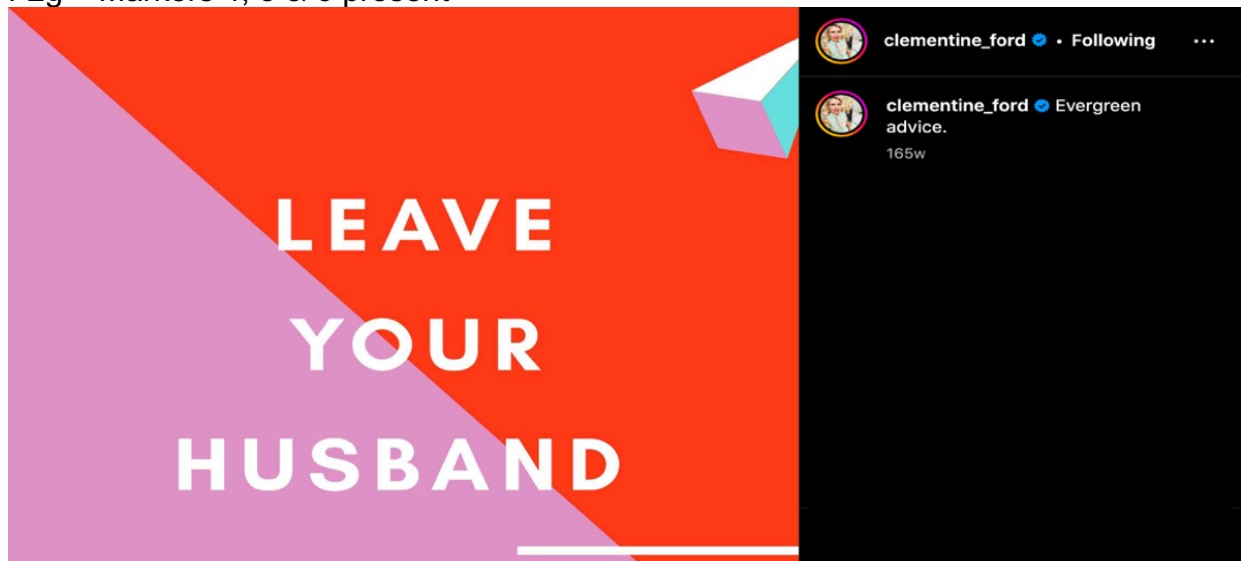 LEAVE
YOUR
HUSBAND
clementine_ford • Following
clementine_ford Evergreen
advice.
165w